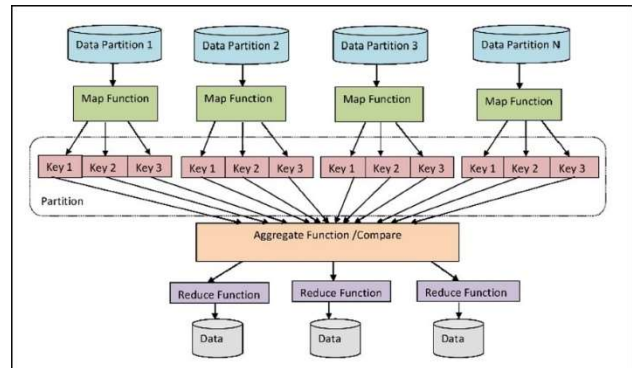 Data Partition 1 Data Partition 2 Data Partition 3 Data Partition N
Map Function Map Function Map Function Map Function
Key 1 Key 2 Key 3 Key 1 Key 2 Key 3 Key 1 Key 2 Key 3 Key 1 Key 2 Key 3
Partition
Aggregate Function /Compare
Reduce Function Reduce Function Reduce Function
Data Data Data